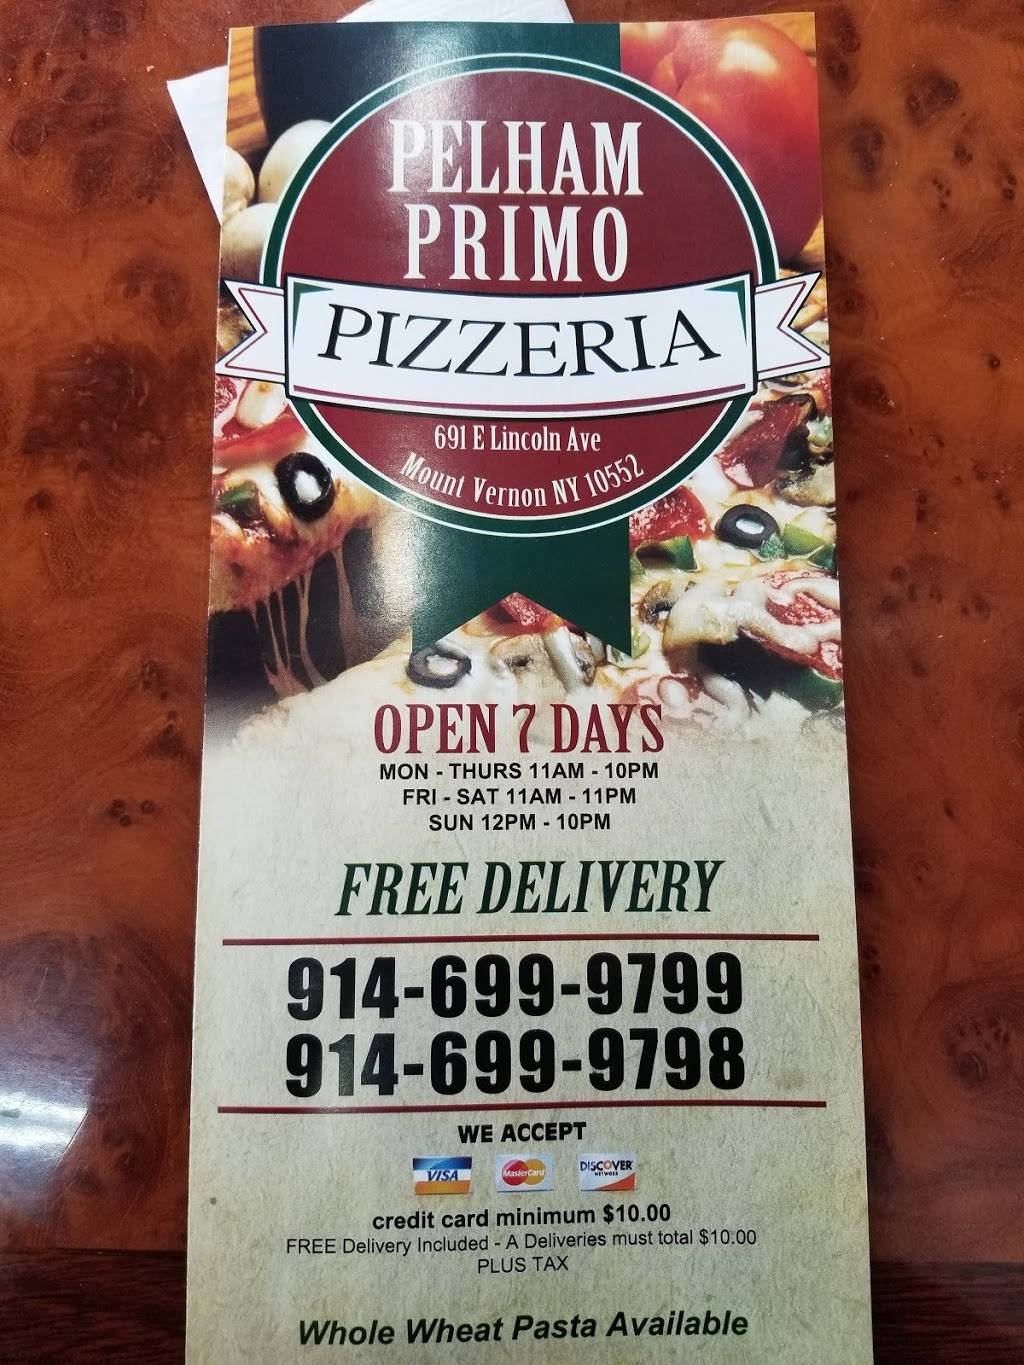 PELHAM
PRIMO
PIZZERIA
691 E Lincoln Ave
Mount Vernon NY 10552
OPEN 7 DAYS
MON - THURS 11AM - 10PM
FRI - SAT 11AM - 11PM
SUN 12PM - 10PM
FREE DELIVERY
914-699-9799
914-699-9798
WE ACCEPT
VISA MasterCard DISCOVER
NETWORK
credit card minimum $10.00
FREE Delivery Included - A Deliveries must total $10.00
PLUS TAX
Whole Wheat Pasta Available